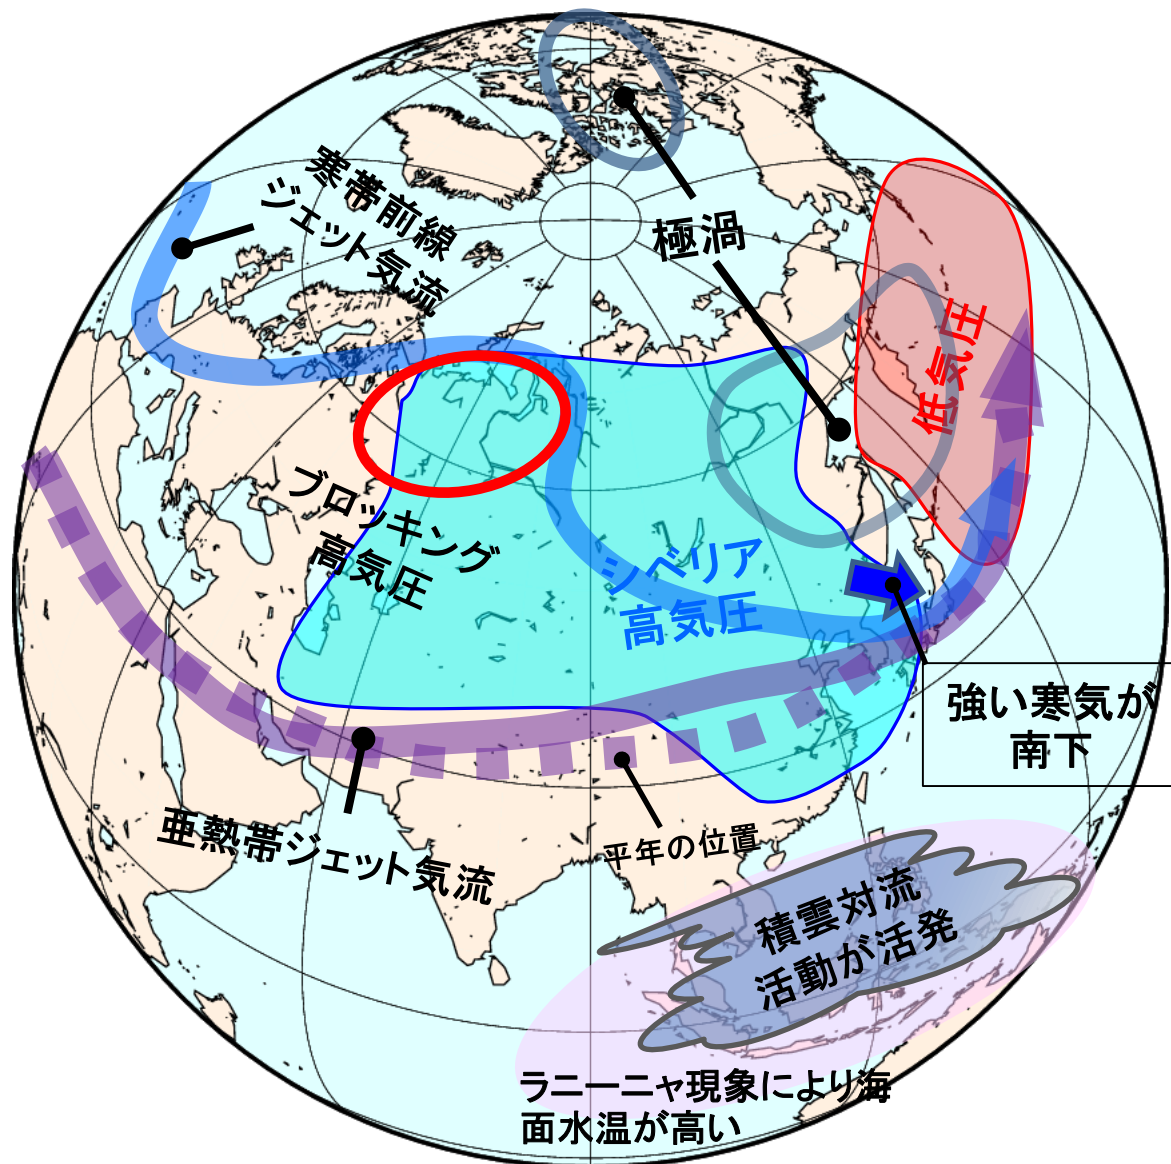 寒帯前線
ジェット気流
極渦
低気圧
ブロッキング
高気圧
シベリア
高気圧
強い寒気が
南下
亜熱帯ジェット気流
平年の位置
積雲対流
活動が活発
ラニーニャ現象により海
面水温が高い